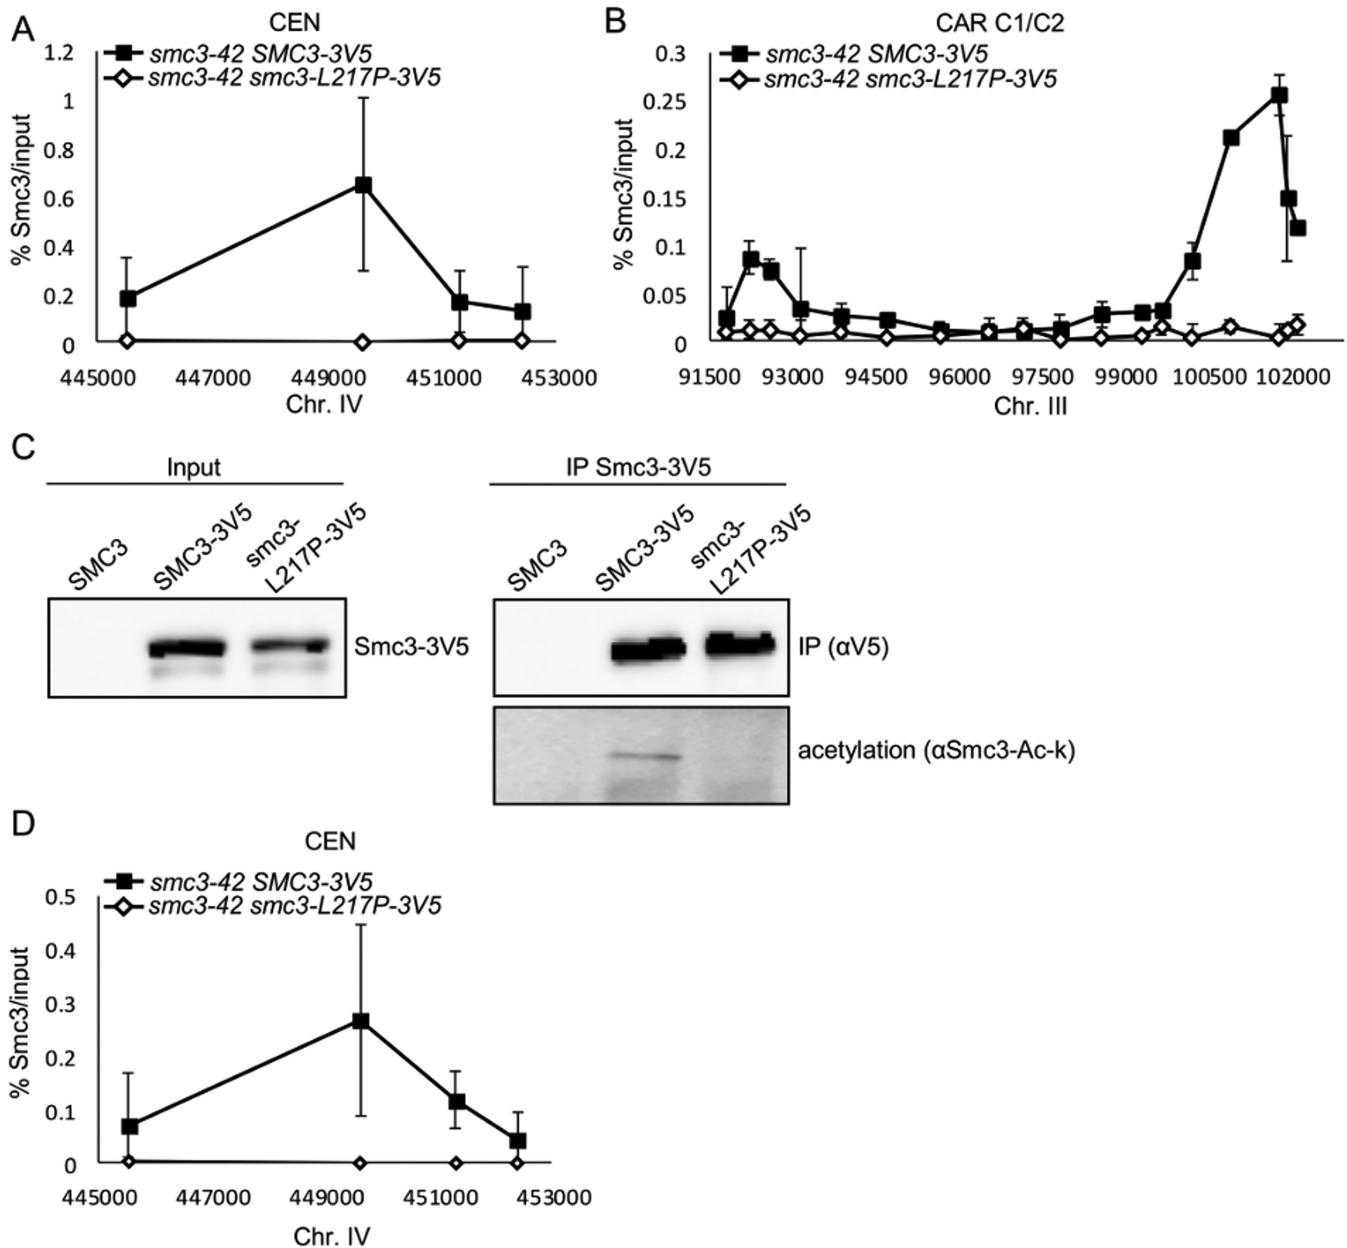 A
CEN
smc3-42 SMC3-3V5
smc3-42 smc3-L217P-3V5
% Smc3/input
1.2
1
0.8
0.6
0.4
0.2
0
445000 447000 449000 451000 453000
Chr. IV
B
CAR C1/C2
smc3-42 SMC3-3V5
smc3-42 smc3-L217P-3V5
% Smc3/input
0.3
0.25
0.2
0.15
0.1
0.05
0
91500 93000 94500 96000 97500 99000 100500 102000
Chr. III
C
Input
SMC3
SMC3-3V5
smc3-
L217P-3V5
Smc3-3V5
IP Smc3-3V5
SMC3
SMC3-3V5
smc3-
L217P-3V5
IP (αV5)
acetylation (αSmc3-Ac-k)
D
CEN
smc3-42 SMC3-3V5
smc3-42 smc3-L217P-3V5
% Smc3/input
0.5
0.4
0.3
0.2
0.1
0
445000 447000 449000 451000 453000
Chr. IV